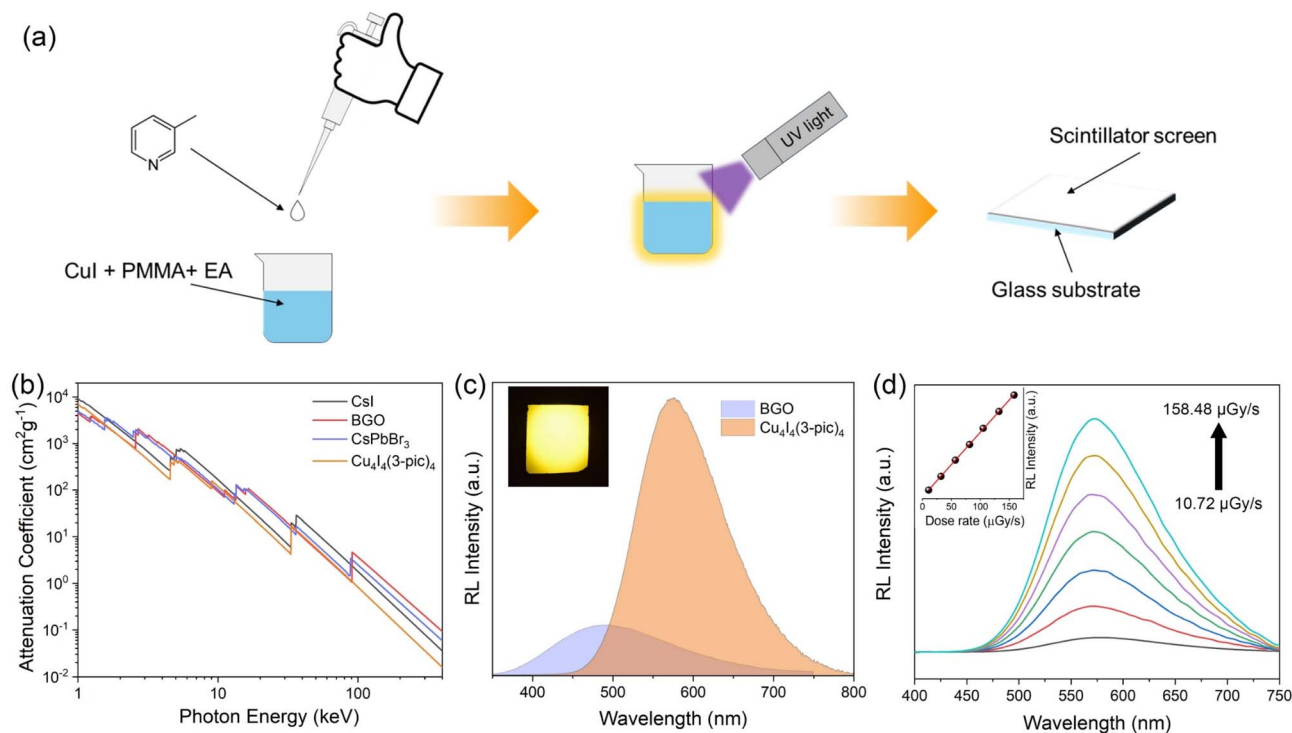 (a)
N
CuI + PMMA+ EA
UV light
Scintillator screen
Glass substrate
(b)
Attenuation Coefficient (cm²g⁻¹)
10⁴
10³
10²
10¹
10⁰
10⁻¹
10⁻²
CsI
BGO
CsPbBr₃
Cu₄I₄(3-pic)₄
1
10
100
Photon Energy (keV)
(c)
RL Intensity (a.u.)
BGO
Cu₄I₄(3-pic)₄
400
500
600
700
800
Wavelength (nm)
(d)
RL Intensity (a.u.)
RL Intensity (a.u.)
0 50 100 150
Dose rate (μGy/s)
158.48 μGy/s
10.72 μGy/s
400 450 500 550 600 650 700 750
Wavelength (nm)